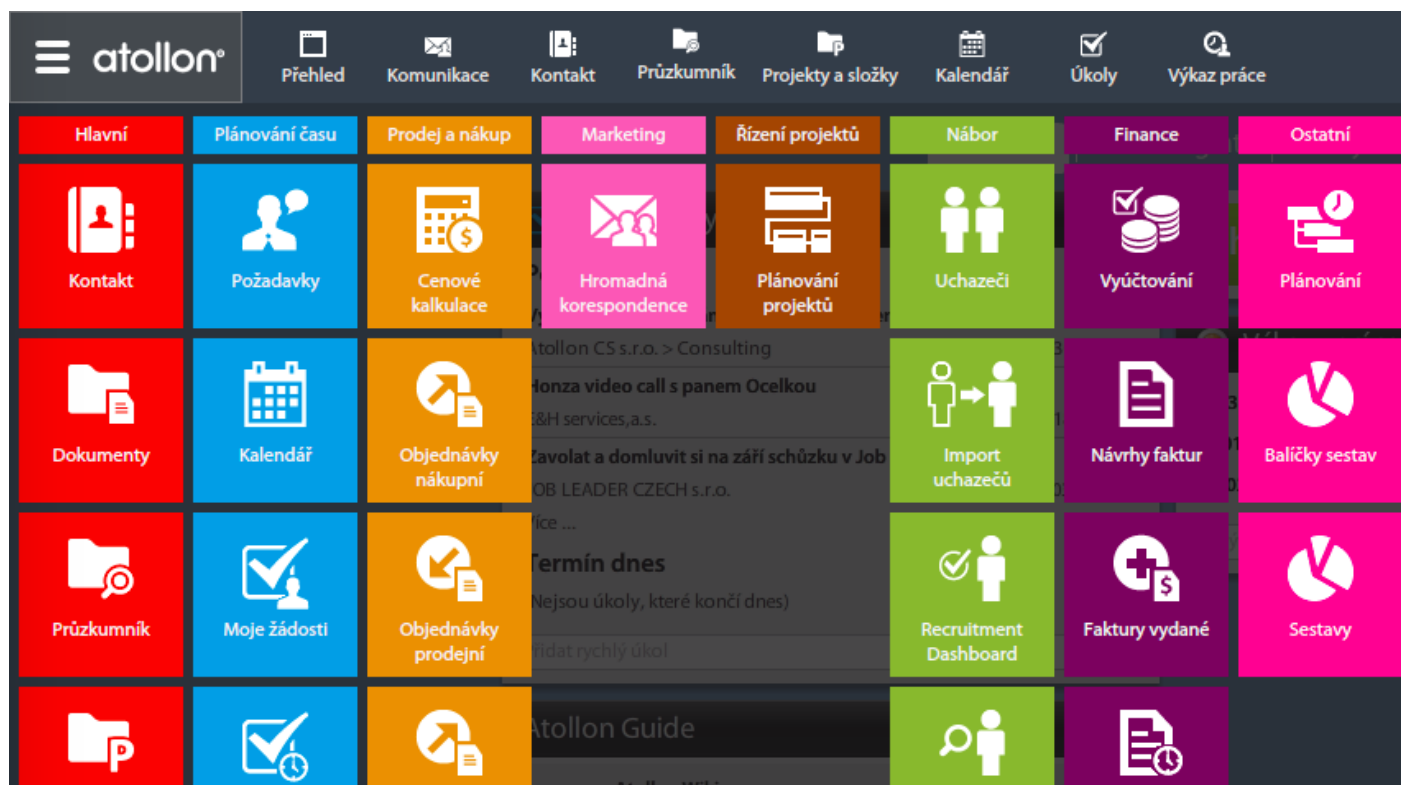 atollon
Přehled
Komunikace
Kontakt
Průzkumník
Projekty a složky
Kalendář
Úkoly
Výkaz práce
Hlavní
Plánování času
Prodej a nákup
Marketing
Řízení projektů
Nábor
Finance
Ostatní
Kontakt
Požadavky
Cenové
kalkulace
Hromadná
korespondence
Plánování
projektů
Uchazeči
Vyúčtování
Plánování
Atollon CS s.r.o. > Consulting
Honza video call s panem Ocelkou
E&H services,a.s.
Zavolat a domluvit si na září schůzku v Job
JOB LEADER CZECH s.r.o.
Více ...
Dokumenty
Kalendář
Objednávky
nákupní
Import
uchazečů
Návrhy faktur
Balíčky sestav
Termín dnes
(Nejsou úkoly, které končí dnes)
Přidat rychlý úkol
Průzkumník
Moje žádosti
Objednávky
prodejní
Recruitment
Dashboard
Faktury vydané
Sestavy
Atollon Guide